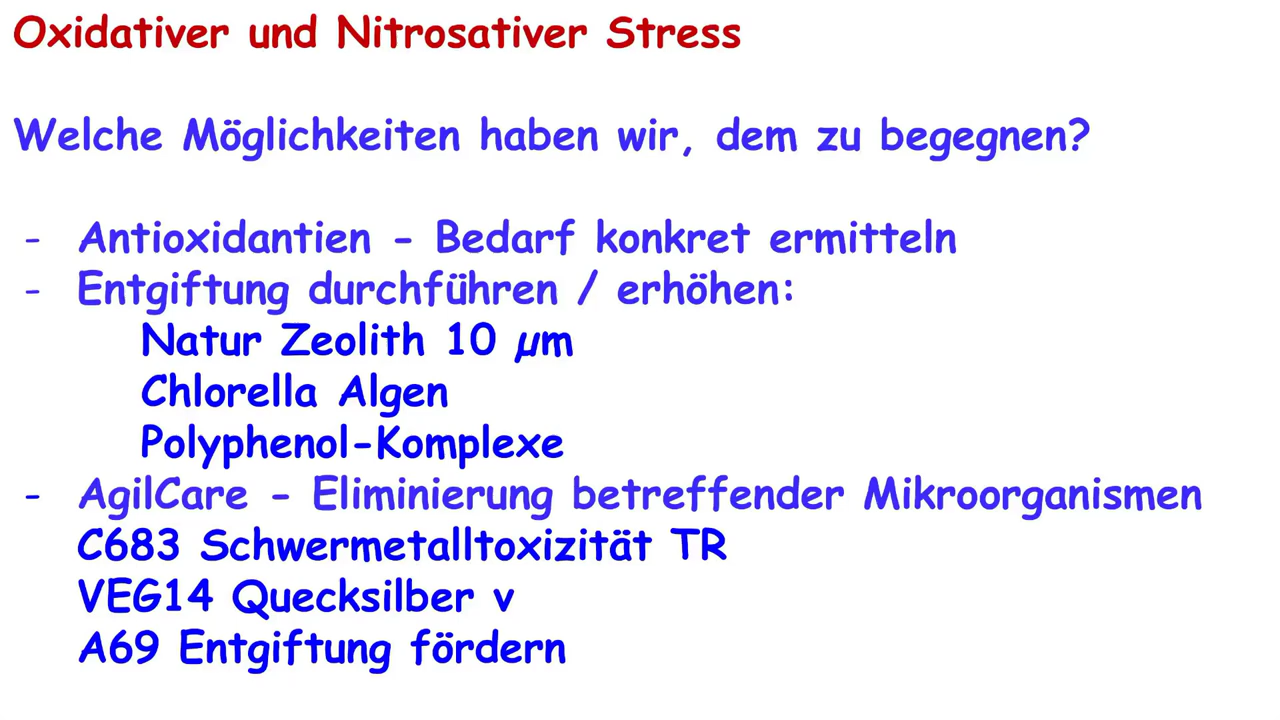 Oxidativer und Nitrosativer Stress
Welche Möglichkeiten haben wir, dem zu begegnen?
- Antioxidantien - Bedarf konkret ermitteln
- Entgiftung durchführen / erhöhen:
Natur Zeolith 10 µm
Chlorella Algen
Polyphenol-Komplexe
- AgilCare - Eliminierung betreffender Mikroorganismen
C683 Schwermetalltoxizität TR
VEG14 Quecksilber v
A69 Entgiftung fördern